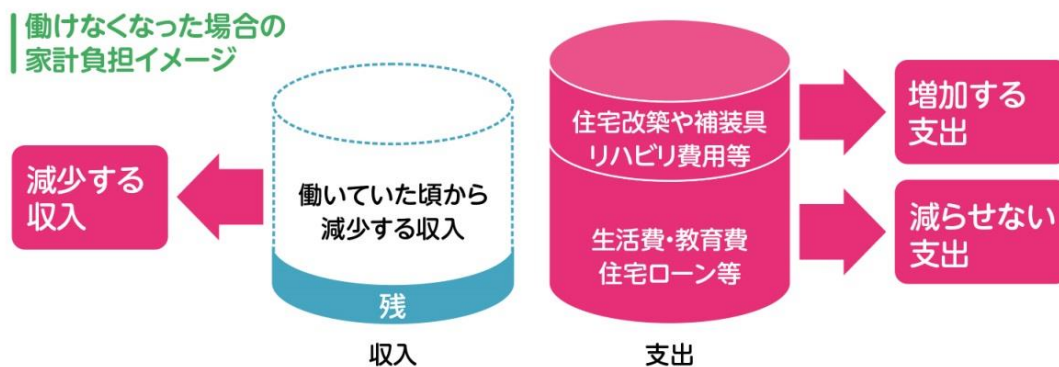 働けなくなった場合の
家計負担イメージ
減少する
収入
働いていた頃から
減少する収入
残
収入
住宅改築や補装具
リハビリ費用等
生活費・教育費
住宅ローン等
支出
増加する
支出
減らせない
支出